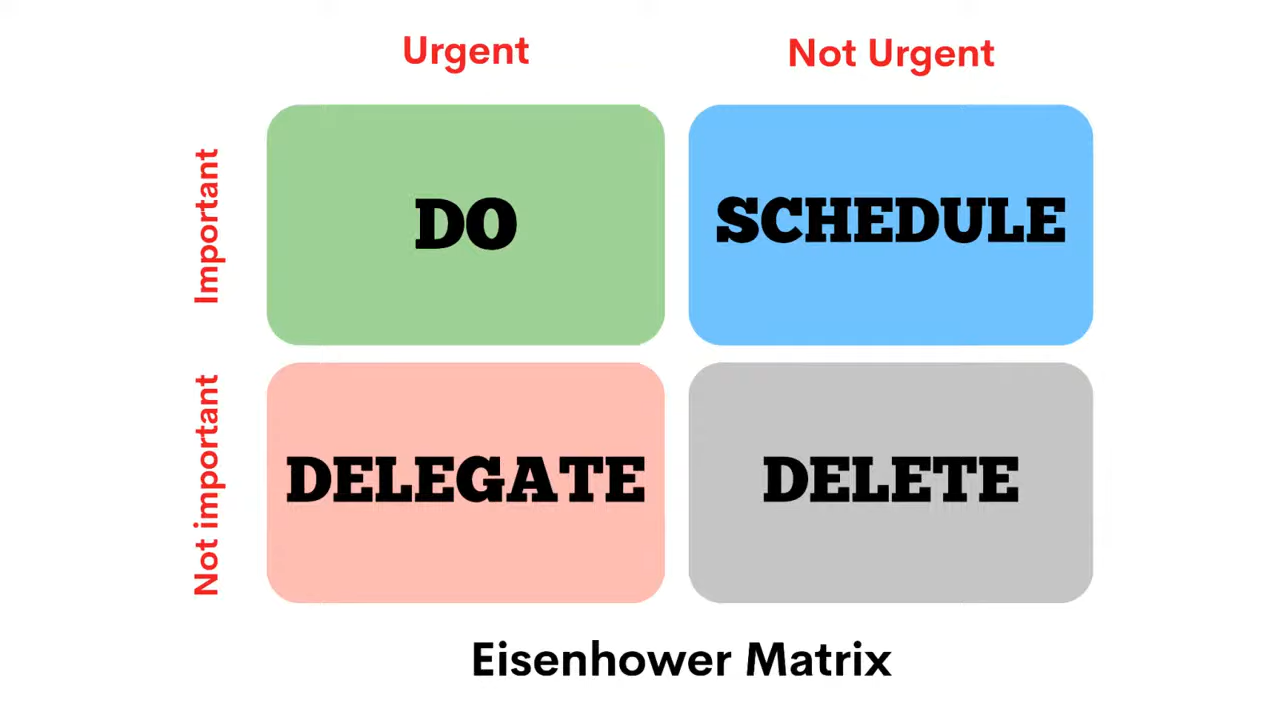 Urgent
Not Urgent
Important
DO
SCHEDULE
Not important
DELEGATE
DELETE
Eisenhower Matrix